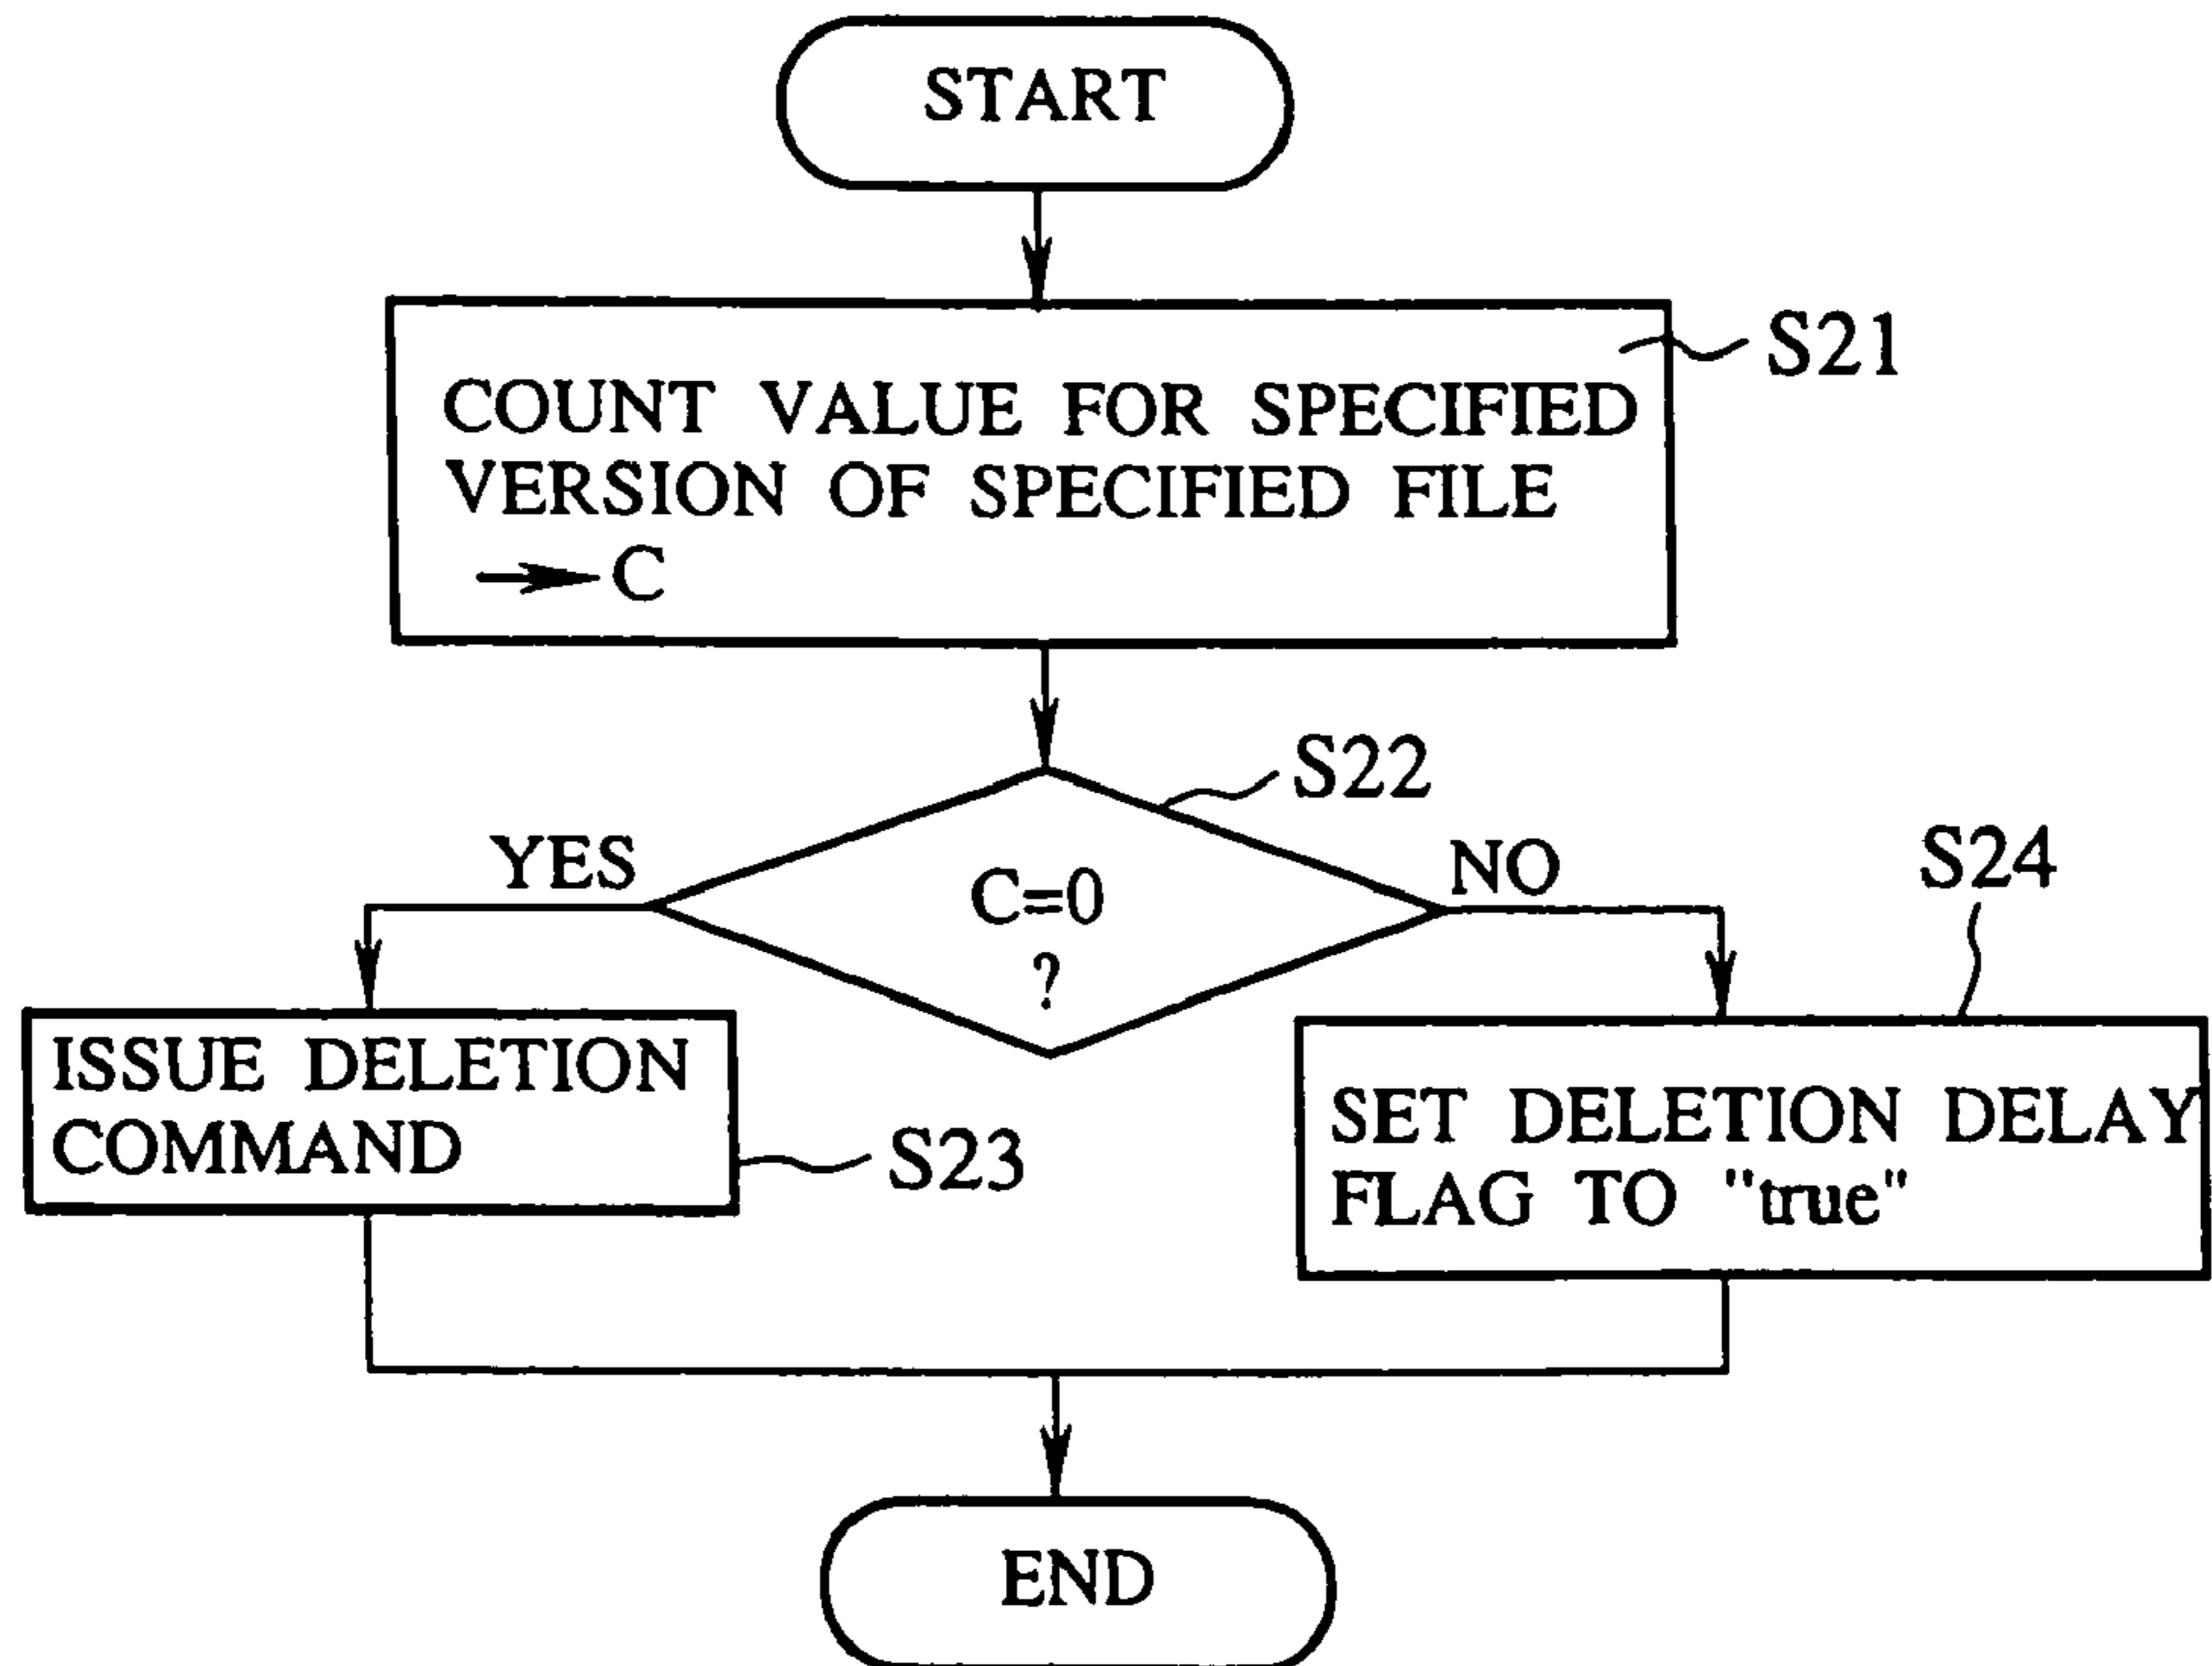 START
S21
COUNT VALUE FOR SPECIFIED
VERSION OF SPECIFIED FILE
→ C
S22
YES
C=0
?
NO
S24
ISSUE DELETION
COMMAND
S23
SET DELETION DELAY
FLAG TO "true"
END